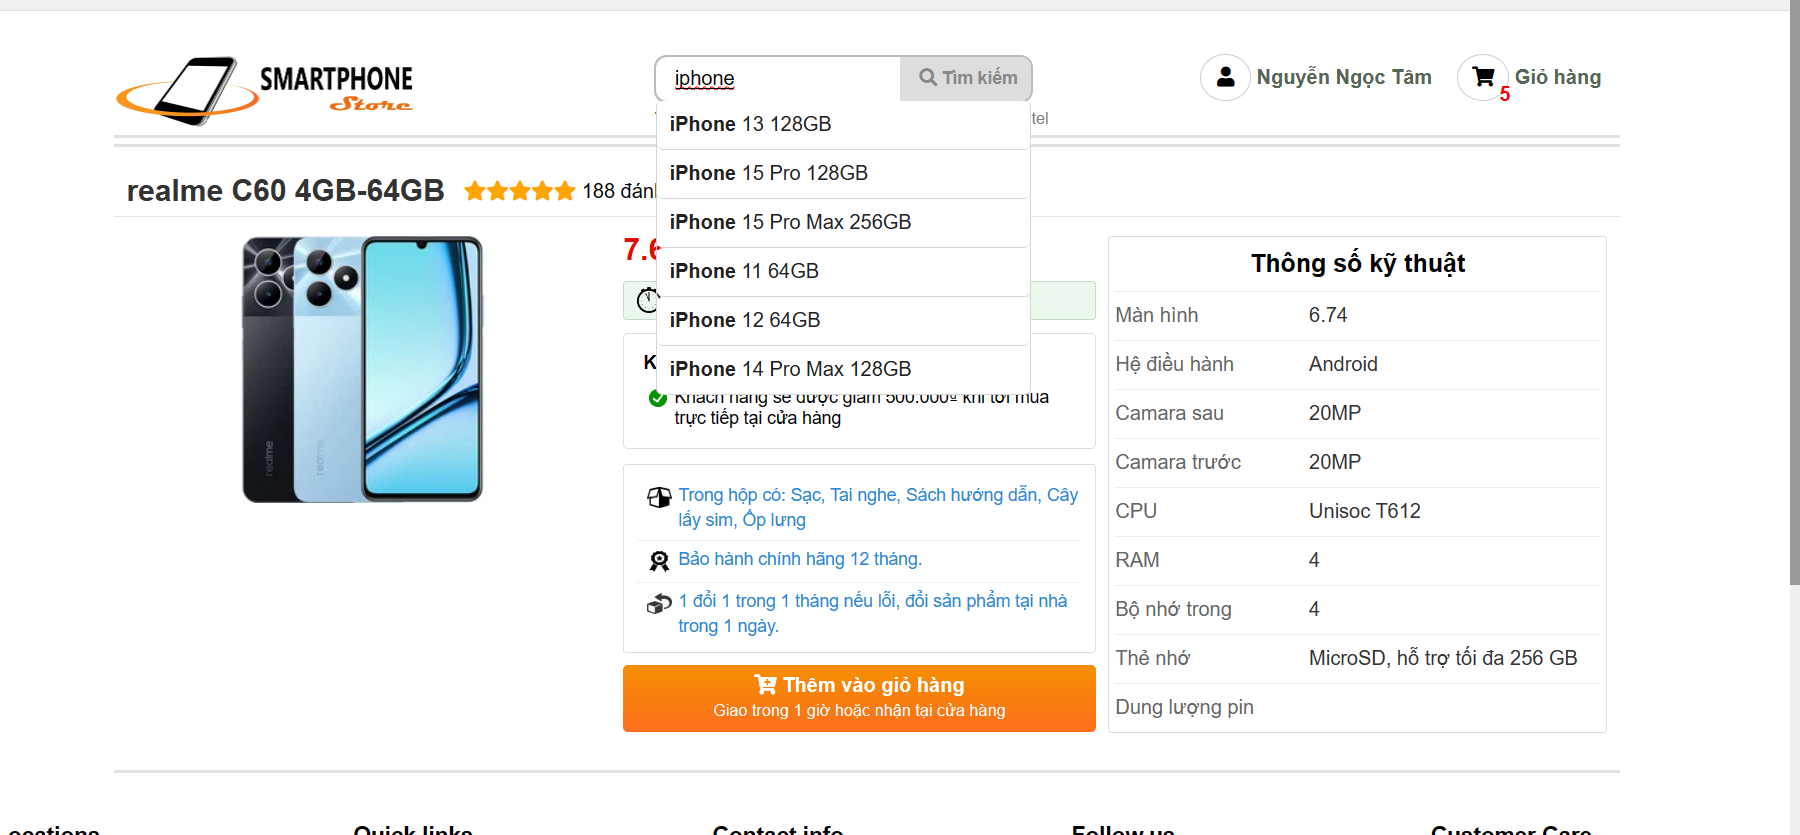 SMARTPHONE
Store
iphone
Tìm kiếm
Nguyễn Ngọc Tâm
5
Giỏ hàng
iPhone 13 128GB
iPhone 15 Pro 128GB
iPhone 15 Pro Max 256GB
iPhone 11 64GB
iPhone 12 64GB
iPhone 14 Pro Max 128GB
tel
realme C60 4GB-64GB
188 đánh
realme
realme
7.6
K
Khách hàng sẽ được giảm 500.000₫ khi tới mua
trực tiếp tại cửa hàng
Trong hộp có: Sạc, Tai nghe, Sách hướng dẫn, Cây
lấy sim, Ốp lưng
Bảo hành chính hãng 12 tháng.
1 đổi 1 trong 1 tháng nếu lỗi, đổi sản phẩm tại nhà
trong 1 ngày.
Thêm vào giỏ hàng
Giao trong 1 giờ hoặc nhận tại cửa hàng
Thông số kỹ thuật
Màn hình 6.74
Hệ điều hành Android
Camara sau 20MP
Camara trước 20MP
CPU Unisoc T612
RAM 4
Bộ nhớ trong 4
Thẻ nhớ MicroSD, hỗ trợ tối đa 256 GB
Dung lượng pin
ocations
Quick links
Contact info
Follow us
Customer Care